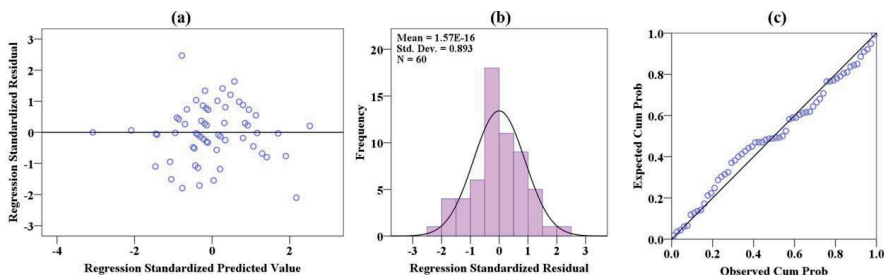 (a)
Regression Standardized Residual
3
2
1
0
-1
-2
-3
-4
-2
0
2
Regression Standardized Predicted Value
(b)
Mean = 1.57E-16
Std. Dev. = 0.893
N = 60
Frequency
20
15
10
5
0
-3
-2
-1
0
1
2
3
Regression Standardized Residual
(c)
Expected Cum Prob
1.0
0.8
0.6
0.4
0.2
0.0
0.0
0.2
0.4
0.6
0.8
1.0
Observed Cum Prob